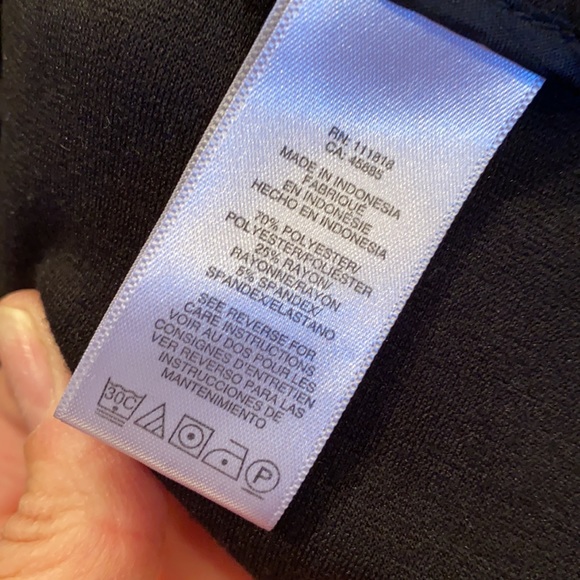 RN: 111818
CA: 45685
MADE IN INDONESIA
FABRIQUÉ
EN INDONÉSIE
HECHO EN INDONESIA
70% POLYESTER/
POLYESTER/POLIÉSTER
25% RAYON/
RAYONNE/RAYÓN
5% SPANDEX/
SPANDEX/ELASTANO
SEE REVERSE FOR
CARE INSTRUCTIONS
VOIR AU DOS POUR LES
CONSIGNES D'ENTRETIEN
VER REVERSO PARA LAS
INSTRUCCIONES DE
MANTENIMIENTO
30C P